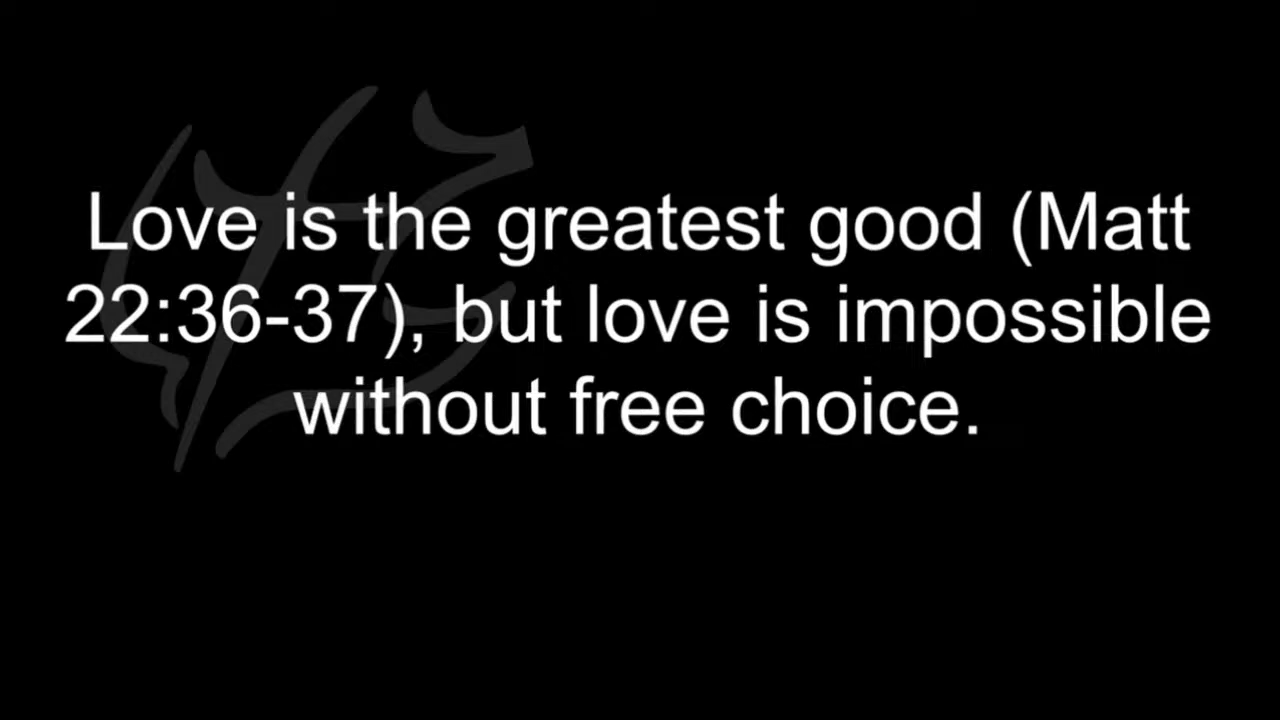 Love is the greatest good (Matt
22:36-37), but love is impossible
without free choice.